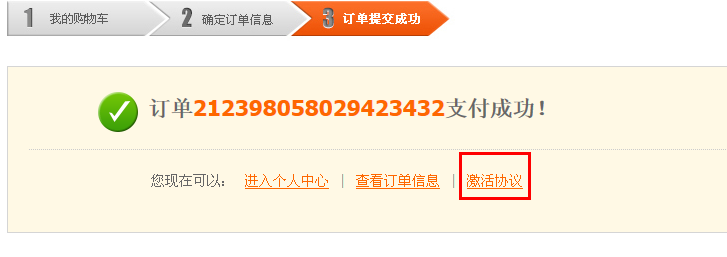 1 我的购物车 2 确定订单信息 3 订单提交成功
订单212398058029423432支付成功！
您现在可以： 进入个人中心 | 查看订单信息 | 激活协议